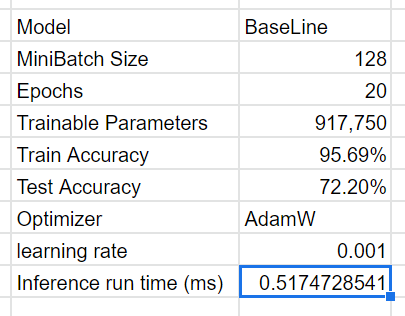 Model BaseLine
MiniBatch Size 128
Epochs 20
Trainable Parameters 917,750
Train Accuracy 95.69%
Test Accuracy 72.20%
Optimizer AdamW
learning rate 0.001
Inference run time (ms) 0.5174728541